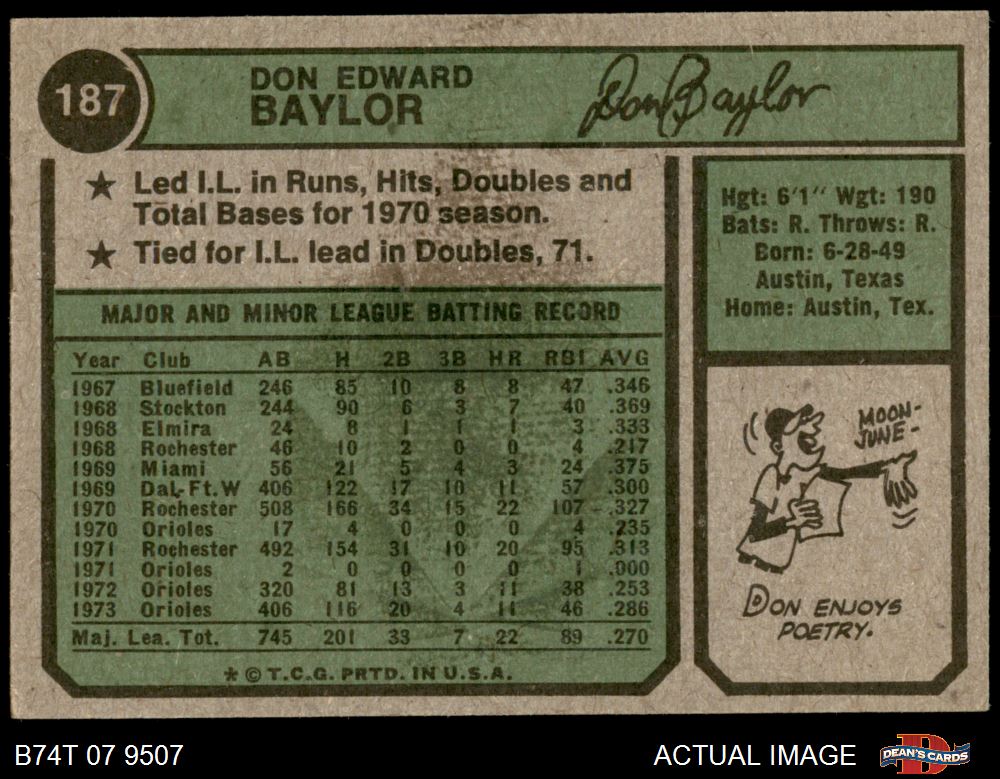 187
DON EDWARD
BAYLOR
Don Baylor
★ Led I.L. in Runs, Hits, Doubles and
Total Bases for 1970 season.
★ Tied for I.L. lead in Doubles, 71.
MAJOR AND MINOR LEAGUE BATTING RECORD
Year Club AB H 2B 3B HR RBI AVG
1967 Bluefield 246 85 10 8 8 47 .346
1968 Stockton 244 90 6 3 7 40 .369
1968 Elmira 24 8 1 1 1 3 .333
1968 Rochester 46 10 2 0 0 4 .217
1969 Miami 56 21 5 4 3 24 .375
1969 Dal.-Ft.W 406 122 17 10 11 57 .300
1970 Rochester 508 166 34 15 22 107 .327
1970 Orioles 17 4 0 0 0 4 .235
1971 Rochester 492 154 31 10 20 95 .313
1971 Orioles 2 0 0 0 0 1 .000
1972 Orioles 320 81 13 3 11 38 .253
1973 Orioles 406 116 20 4 11 46 .286
Maj. Lea. Tot. 745 201 33 7 22 89 .270
* © T.C.G. PRTD. IN U.S.A.
Hgt: 6'1" Wgt: 190
Bats: R. Throws: R.
Born: 6-28-49
Austin, Texas
Home: Austin, Tex.
MOON-
JUNE-
DON ENJOYS
POETRY.
B74T 07 9507
ACTUAL IMAGE
DEAN'S CARDS